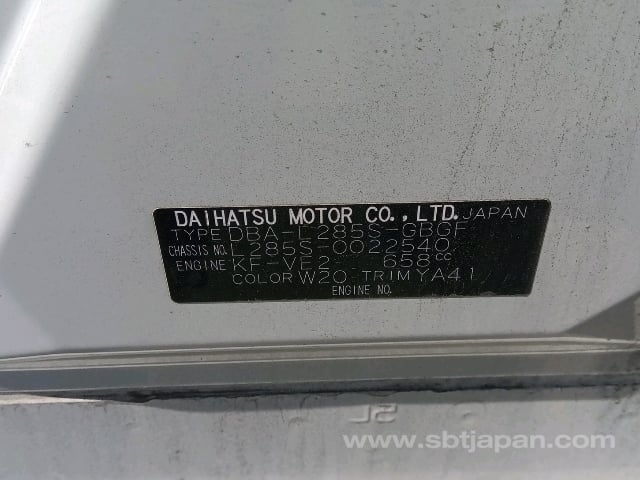 DAIHATSU MOTOR CO., LTD. JAPAN
TYPE DBA-L285S-GBGF
CHASSIS NO. L285S-0022540
ENGINE KF-VE2 658cc
COLOR W20 TRIM YA41
ENGINE NO.
www.sbtjapan.com